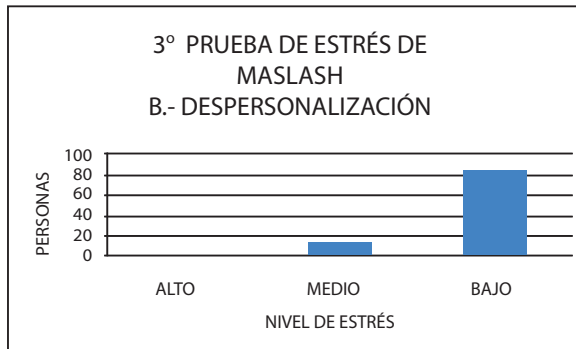 3° PRUEBA DE ESTRÉS DE
MASLASH
B.- DESPERSONALIZACIÓN
PERSONAS
100
80
60
40
20
0
ALTO MEDIO BAJO
NIVEL DE ESTRÉS